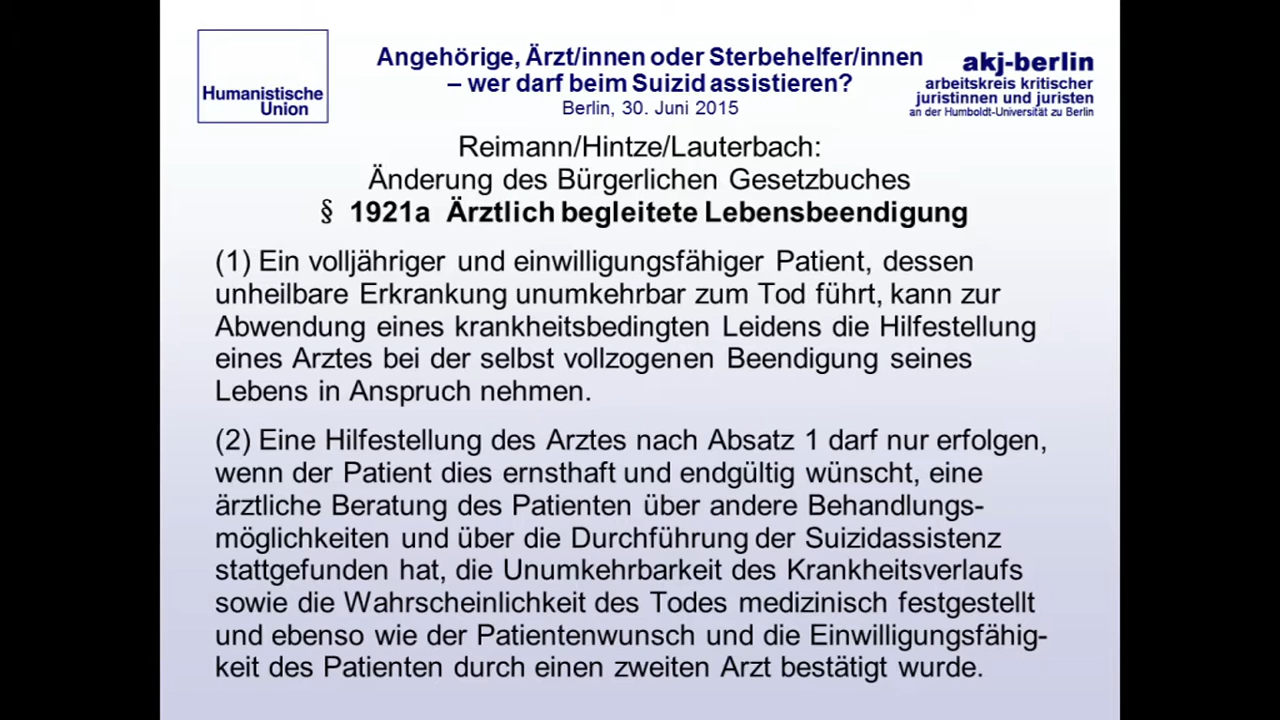 Humanistische
Union
Angehörige, Ärzt/innen oder Sterbehelfer/innen
– wer darf beim Suizid assistieren?
Berlin, 30. Juni 2015
akj-berlin
arbeitskreis kritischer
juristinnen und juristen
an der Humboldt-Universität zu Berlin
Reimann/Hintze/Lauterbach:
Änderung des Bürgerlichen Gesetzbuches
§ 1921a Ärztlich begleitete Lebensbeendigung
(1) Ein volljähriger und einwilligungsfähiger Patient, dessen
unheilbare Erkrankung unumkehrbar zum Tod führt, kann zur
Abwendung eines krankheitsbedingten Leidens die Hilfestellung
eines Arztes bei der selbst vollzogenen Beendigung seines
Lebens in Anspruch nehmen.
(2) Eine Hilfestellung des Arztes nach Absatz 1 darf nur erfolgen,
wenn der Patient dies ernsthaft und endgültig wünscht, eine
ärztliche Beratung des Patienten über andere Behandlungs-
möglichkeiten und über die Durchführung der Suizidassistenz
stattgefunden hat, die Unumkehrbarkeit des Krankheitsverlaufs
sowie die Wahrscheinlichkeit des Todes medizinisch festgestellt
und ebenso wie der Patientenwunsch und die Einwilligungsfähig-
keit des Patienten durch einen zweiten Arzt bestätigt wurde.